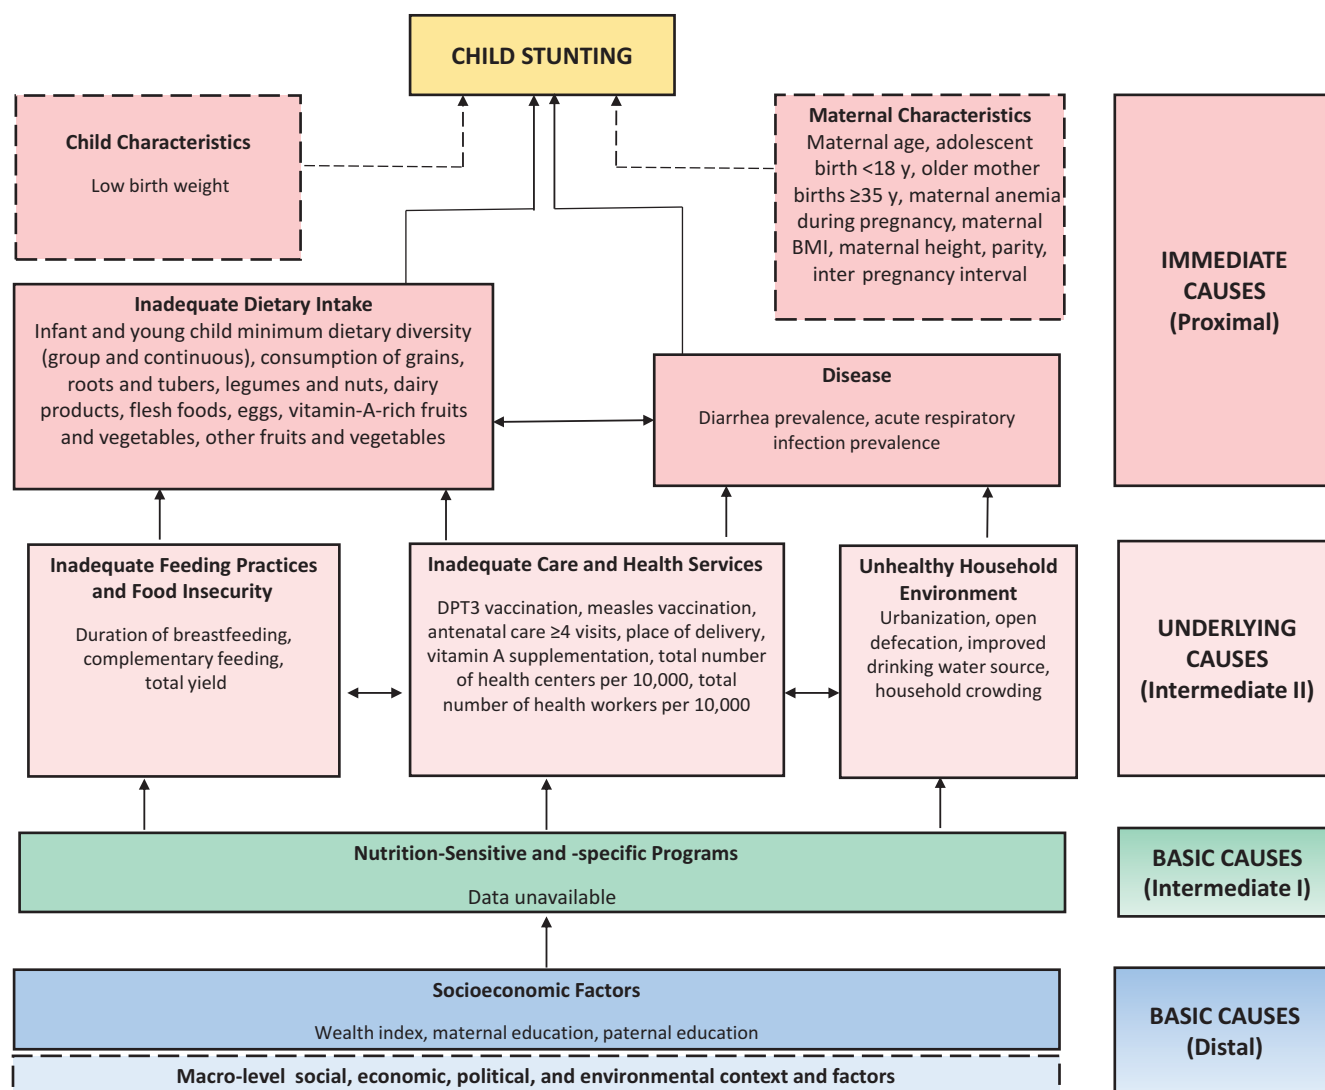 CHILD STUNTING
Child Characteristics
Low birth weight
Maternal Characteristics
Maternal age, adolescent
birth <18 y, older mother
births ≥35 y, maternal anemia
during pregnancy, maternal
BMI, maternal height, parity,
inter pregnancy interval
IMMEDIATE
CAUSES
(Proximal)
Inadequate Dietary Intake
Infant and young child minimum dietary diversity
(group and continuous), consumption of grains,
roots and tubers, legumes and nuts, dairy
products, flesh foods, eggs, vitamin-A-rich fruits
and vegetables, other fruits and vegetables
Disease
Diarrhea prevalence, acute respiratory
infection prevalence
Inadequate Feeding Practices
and Food Insecurity
Duration of breastfeeding,
complementary feeding,
total yield
Inadequate Care and Health Services
DPT3 vaccination, measles vaccination,
antenatal care ≥4 visits, place of delivery,
vitamin A supplementation, total number
of health centers per 10,000, total
number of health workers per 10,000
Unhealthy Household
Environment
Urbanization, open
defecation, improved
drinking water source,
household crowding
UNDERLYING
CAUSES
(Intermediate II)
Nutrition-Sensitive and -specific Programs
Data unavailable
BASIC CAUSES
(Intermediate I)
Socioeconomic Factors
Wealth index, maternal education, paternal education
BASIC CAUSES
(Distal)
Macro-level social, economic, political, and environmental context and factors